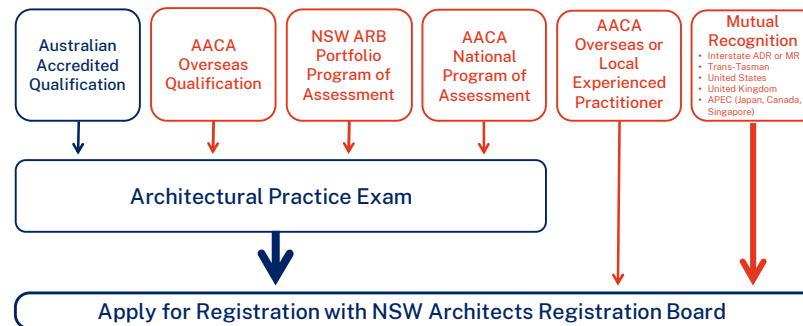 Australian
Accredited
Qualification
AACA
Overseas
Qualification
NSW ARB
Portfolio
Program of
Assessment
AACA
National
Program of
Assessment
AACA
Overseas or
Local
Experienced
Practitioner
Mutual
Recognition
• Interstate ADR or MR
• Trans-Tasman
• United States
• United Kingdom
• APEC (Japan, Canada,
Singapore)
Architectural Practice Exam
Apply for Registration with NSW Architects Registration Board